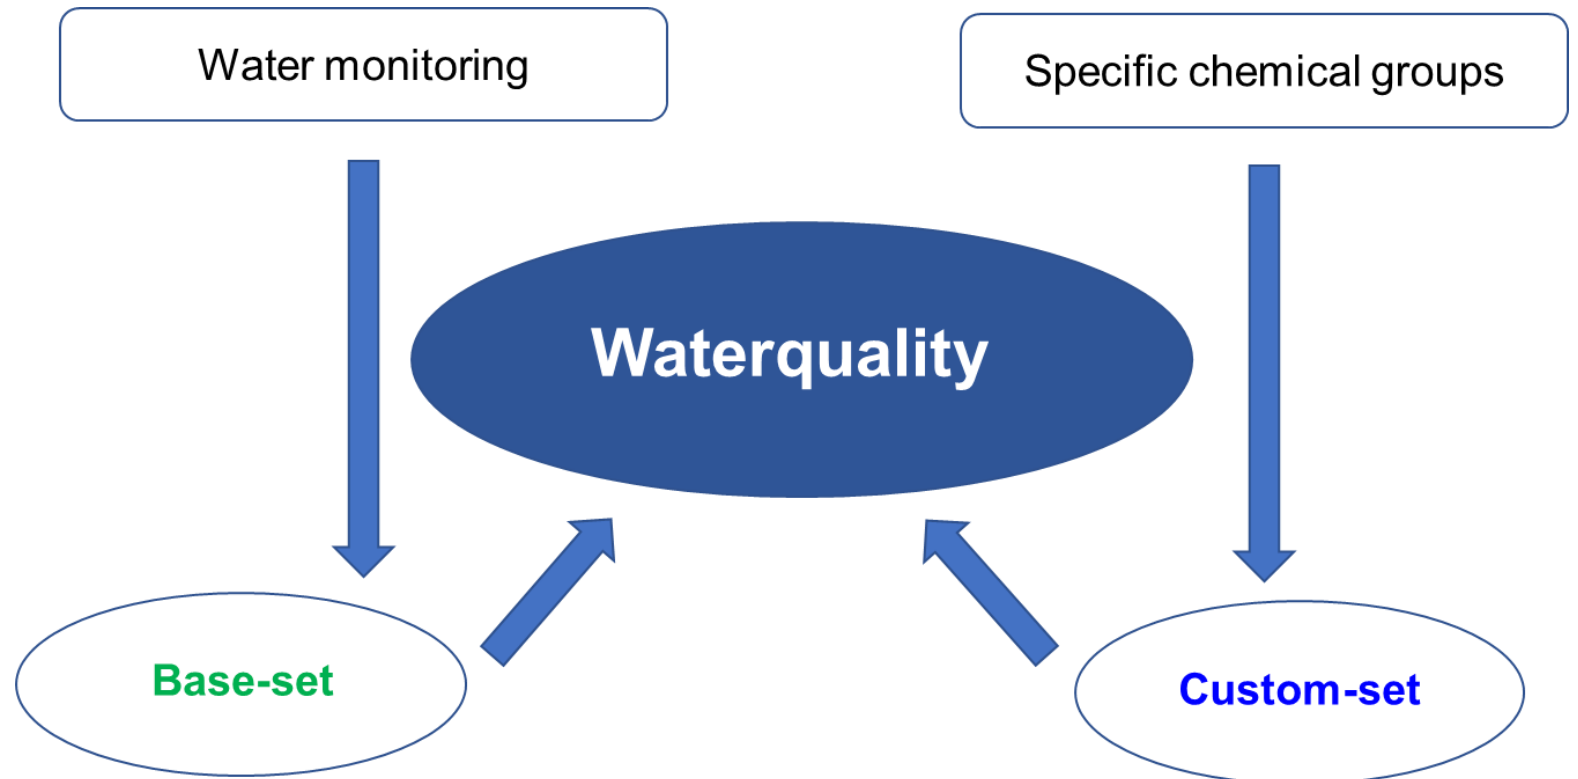 Water monitoring
Specific chemical groups
Waterquality
Base-set
Custom-set